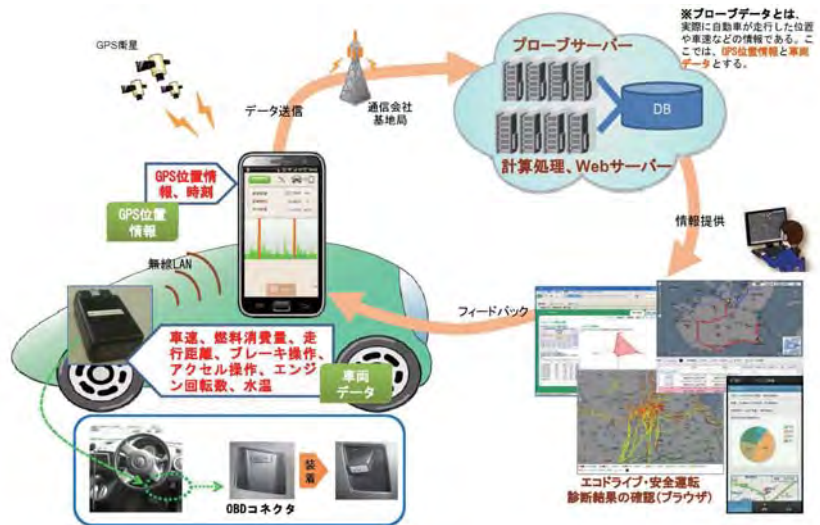 GPS衛星
データ送信
通信会社
基地局
プローブサーバー
DB
計算処理、Webサーバー
※プローブデータとは、
実際に自動車が走行した位置
や車速などの情報である。こ
こでは、GPS位置情報と車両
データとする。
GPS位置情
報、時刻
GPS位置
情報
無線LAN
車速、燃料消費量、走
行距離、ブレーキ操作、
アクセル操作、エンジ
ン回転数、水温
車両
データ
情報提供
フィードバック
装着
OBDコネクタ
エコドライブ・安全運転
診断結果の確認(ブラウザ)